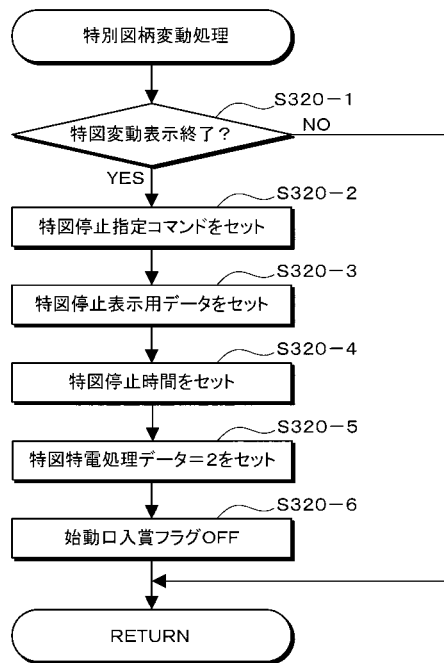 特別図柄変動処理
S320-1
特図変動表示終了?
NO
YES
S320-2
特図停止指定コマンドをセット
S320-3
特図停止表示用データをセット
S320-4
特図停止時間をセット
S320-5
特図特電処理データ=2をセット
S320-6
始動口入賞フラグOFF
RETURN